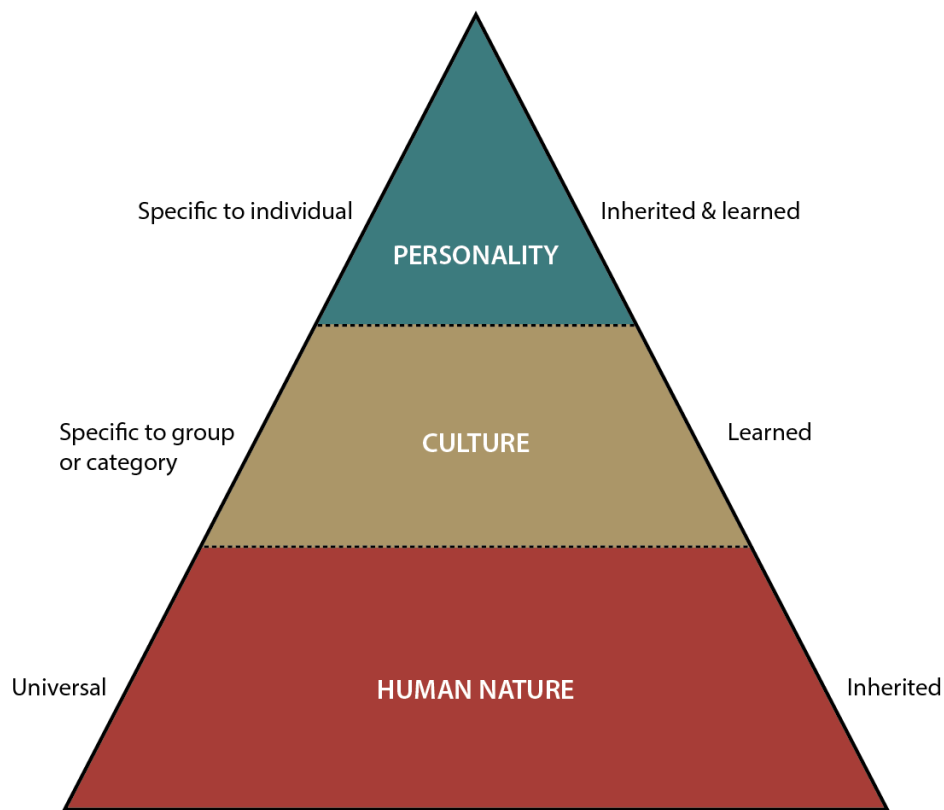 Specific to individual
Inherited & learned
PERSONALITY
Specific to group
or category
Learned
CULTURE
Universal
HUMAN NATURE
Inherited